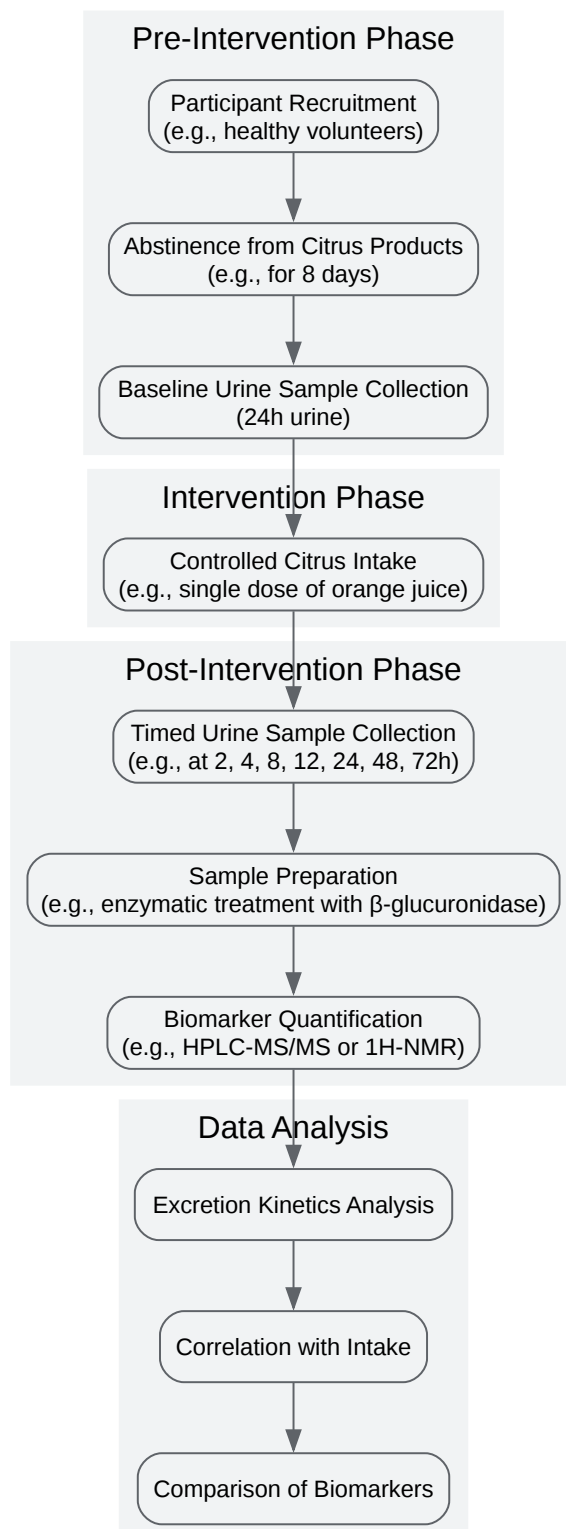 Pre-Intervention Phase
Participant Recruitment
(e.g., healthy volunteers)
Abstinence from Citrus Products
(e.g., for 8 days)
Baseline Urine Sample Collection
(24h urine)
Intervention Phase
Controlled Citrus Intake
(e.g., single dose of orange juice)
Post-Intervention Phase
Timed Urine Sample Collection
(e.g., at 2, 4, 8, 12, 24, 48, 72h)
Sample Preparation
(e.g., enzymatic treatment with β-glucuronidase)
Biomarker Quantification
(e.g., HPLC-MS/MS or 1H-NMR)
Data Analysis
Excretion Kinetics Analysis
Correlation with Intake
Comparison of Biomarkers